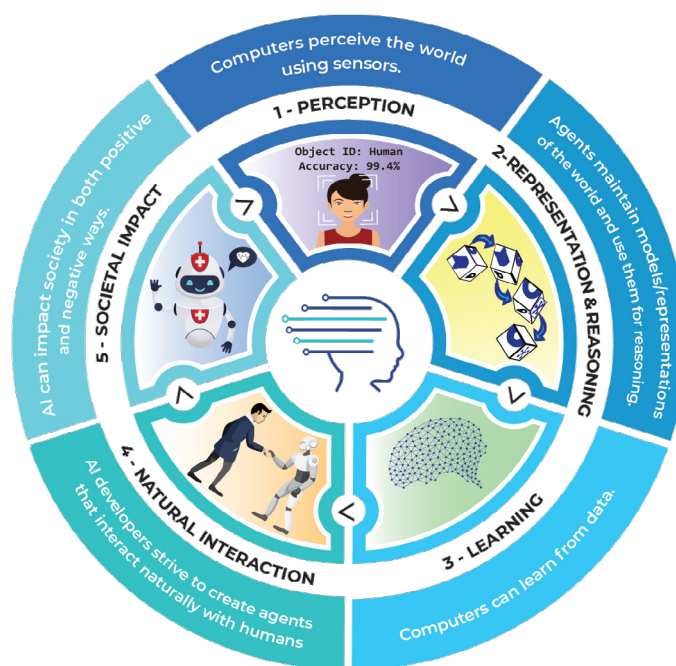 Computers perceive the world
using sensors.
1 - PERCEPTION
Object ID: Human
Accuracy: 99.4%
Agents maintain models/representations
of the world and use them for reasoning.
2-REPRESENTATION & REASONING
Computers can learn from data.
3 - LEARNING
AI developers strive to create agents
that interact naturally with humans
4 - NATURAL INTERACTION
AI can impact society in both positive
and negative ways.
5 - SOCIETAL IMPACT